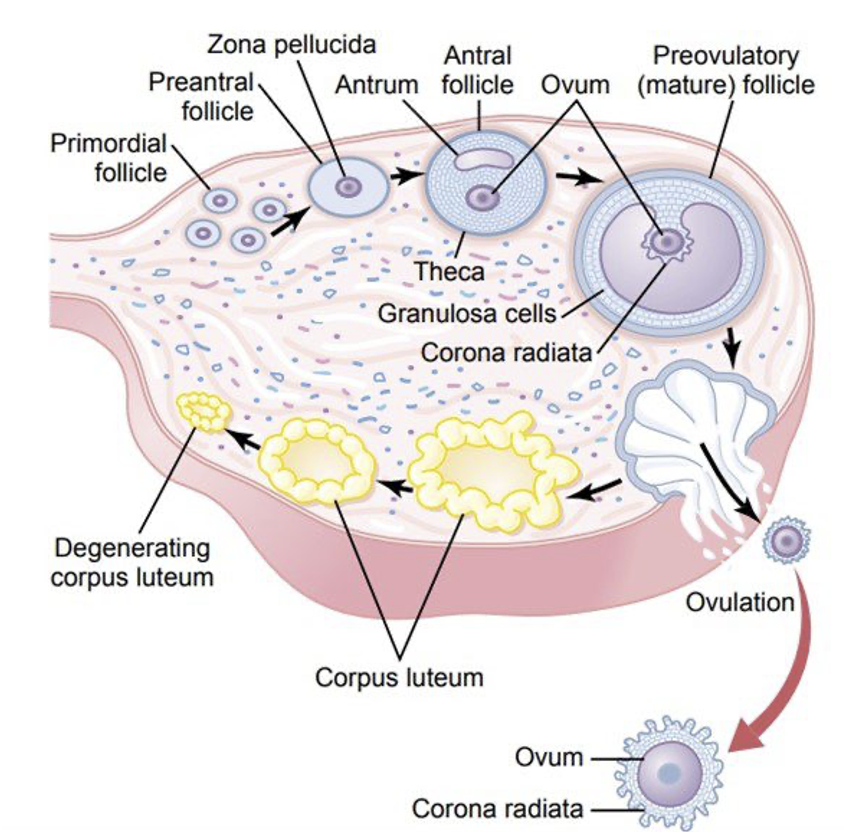 Zona pellucida
Preantral
follicle
Antrum
Antral
follicle
Ovum
Preovulatory
(mature) follicle
Primordial
follicle
Theca
Granulosa cells
Corona radiata
Degenerating
corpus luteum
Ovulation
Corpus luteum
Ovum
Corona radiata